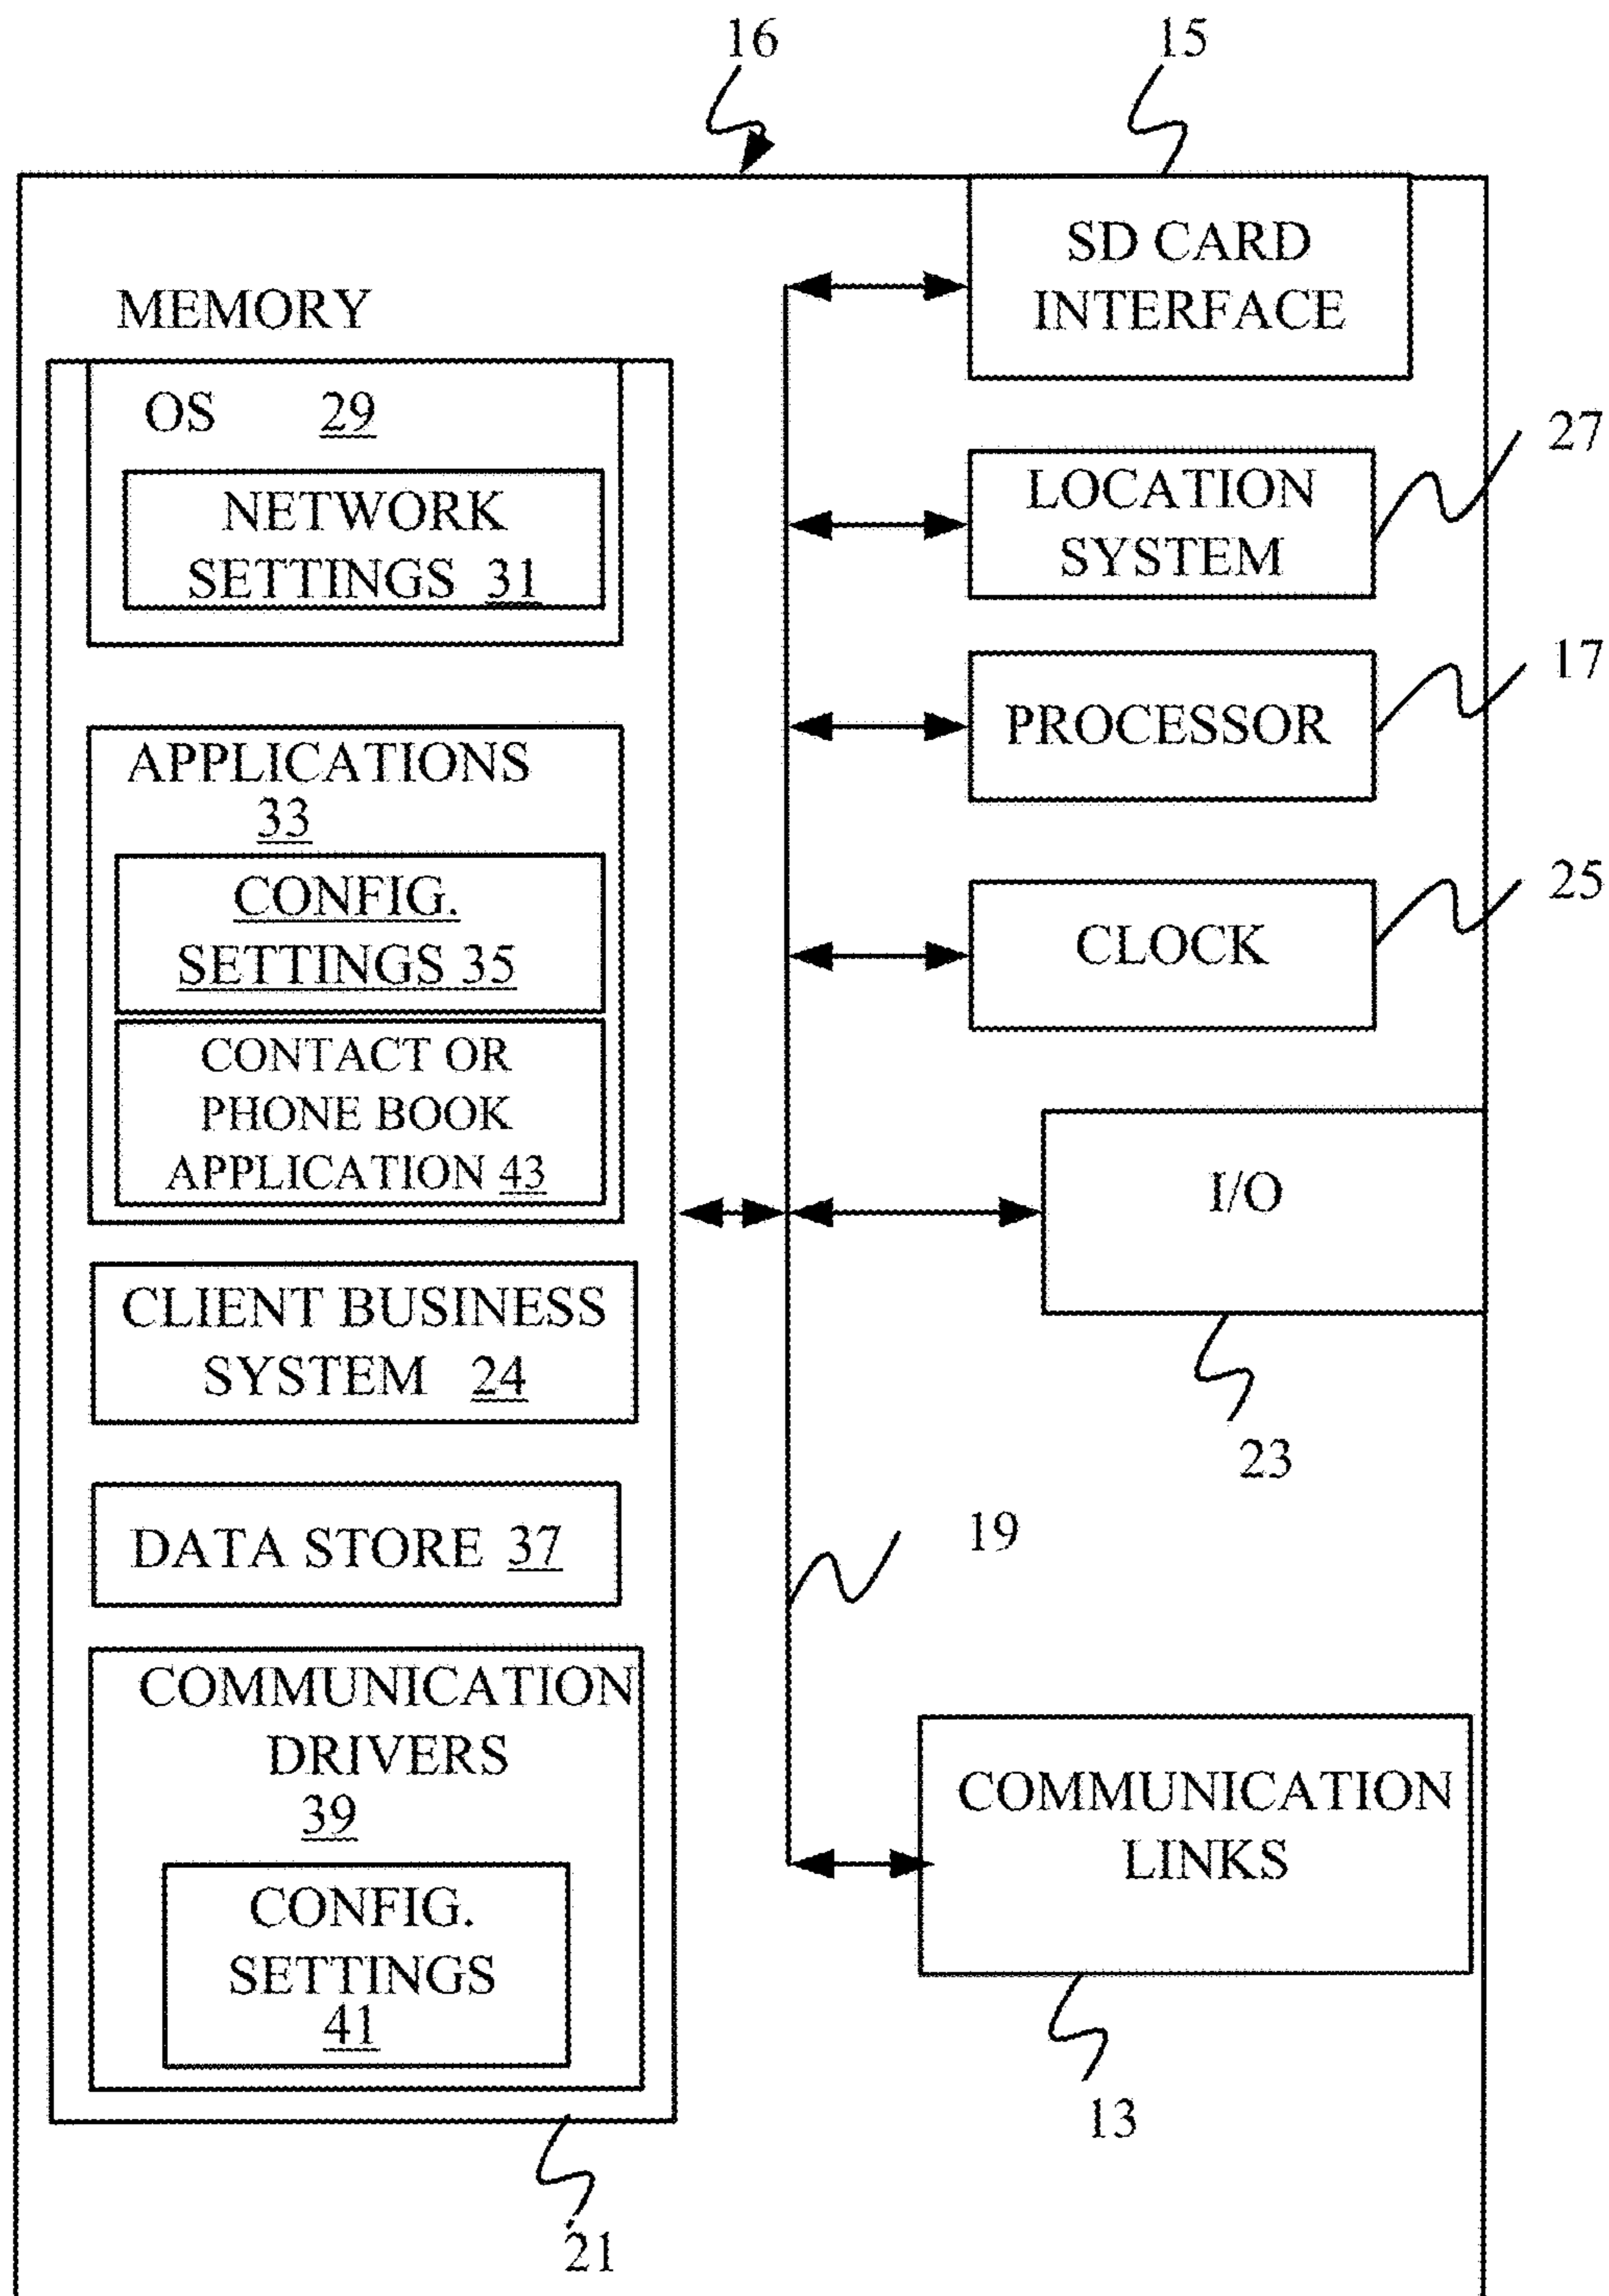 16
15
SD CARD
INTERFACE
MEMORY
OS 29
NETWORK
SETTINGS 31
27
LOCATION
SYSTEM
17
PROCESSOR
APPLICATIONS
33
CONFIG.
SETTINGS 35
25
CLOCK
CONTACT OR
PHONE BOOK
APPLICATION 43
I/O
CLIENT BUSINESS
SYSTEM 24
23
DATA STORE 37
19
COMMUNICATION
DRIVERS
39
CONFIG.
SETTINGS
41
COMMUNICATION
LINKS
13
21